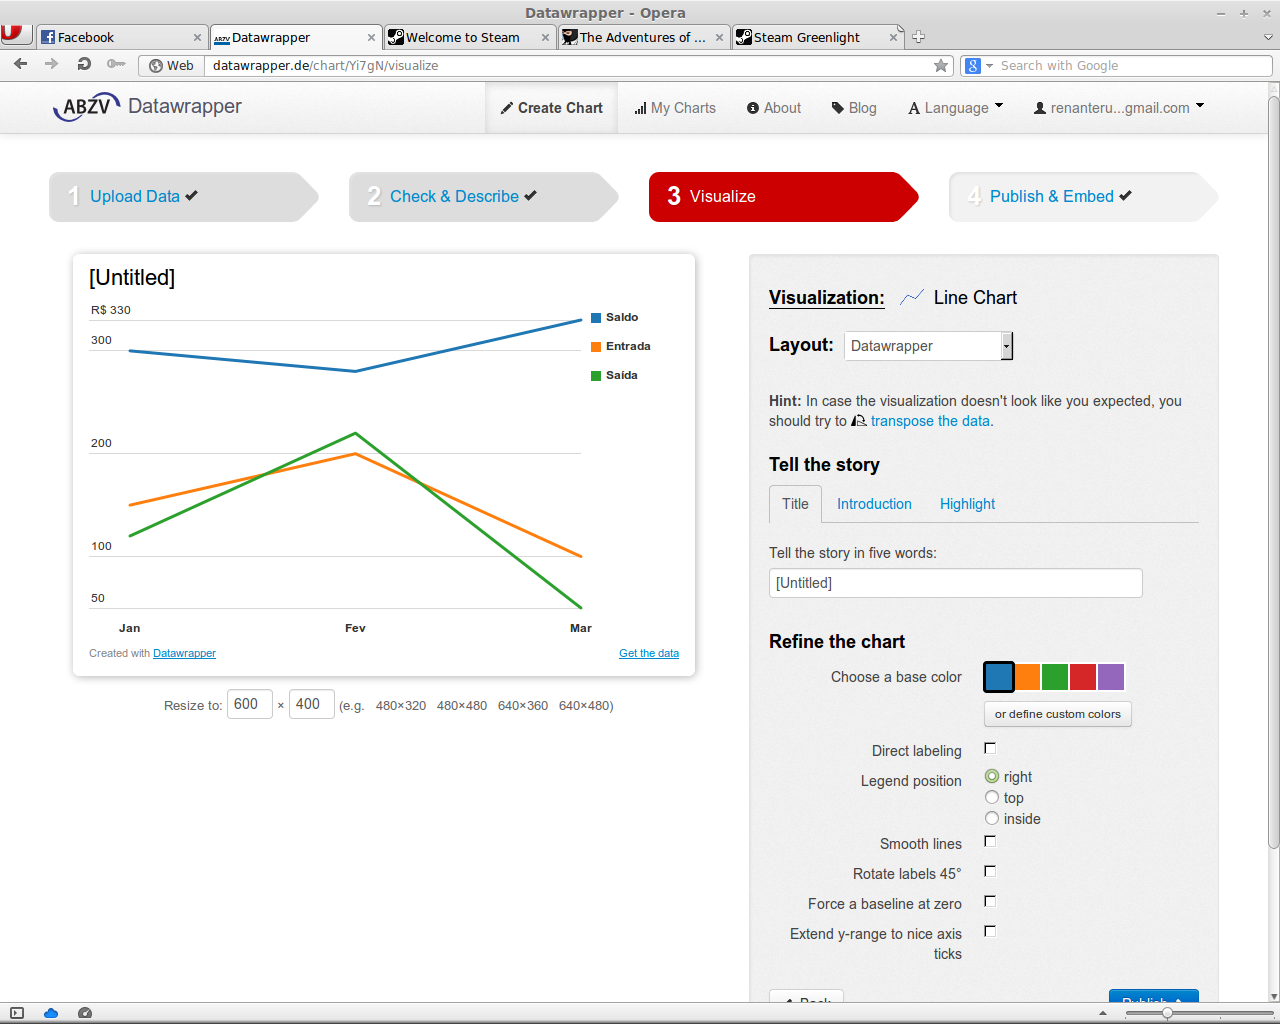 Datawrapper - Opera
Facebook
Datawrapper
Welcome to Steam
The Adventures of ...
Steam Greenlight
Web
datawrapper.de/chart/Yi7gN/visualize
Search with Google
ABZV Datawrapper
Create Chart
My Charts
About
Blog
Language
renanteru...gmail.com
1 Upload Data
2 Check & Describe
3 Visualize
4 Publish & Embed
[Untitled]
R$ 330
300
200
100
50
Jan Fev Mar
Saldo
Entrada
Saída
Created with Datawrapper
Get the data
Resize to: 600 × 400 (e.g. 480×320 480×480 640×360 640×480)
Visualization: Line Chart
Layout: Datawrapper
Hint: In case the visualization doesn't look like you expected, you
should try to transpose the data.
Tell the story
Title Introduction Highlight
Tell the story in five words:
[Untitled]
Refine the chart
Choose a base color
or define custom colors
Direct labeling
Legend position
right
top
inside
Smooth lines
Rotate labels 45°
Force a baseline at zero
Extend y-range to nice axis
ticks
Back
Publish